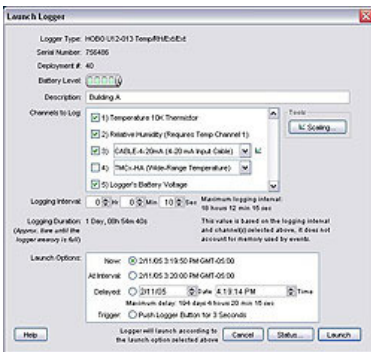 Launch Logger
Logger Type: HOBO U12-013 Temp/RH/Ext/Ext
Serial Number: 756486
Deployment #: 40
Battery Level:
Description: Building A
Channels to Log:
Tools
1) Temperature 10K Thermistor
Scaling...
2) Relative Humidity (Requires Temp Channel 1)
3) CABLE-4-20mA (4-20 mA Input Cable)
4) TMCx-HA (Wide-Range Temperature)
5) Logger's Battery Voltage
Logging Interval: 0 Hr 0 Min 10 Sec
Maximum logging interval:
18 hours 12 min 15 sec
Logging Duration: 1 Day, 08h 54m 40s
(Approx. time until the
logger memory is full)
This value is based on the logging interval
and channel(s) selected above, it does not
account for memory used by events.
Launch Options:
Now: 2/11/05 3:19:50 PM GMT-05:00
At Interval: 2/11/05 3:20:00 PM GMT-05:00
Delayed: 2/11/05 Date 4:19:14 PM Time
Maximum delay: 194 days 4 hours 20 min 15 sec
Trigger: Push Logger Button for 3 Seconds
Help
Logger will launch according to
the launch option selected above
Cancel
Status...
Launch